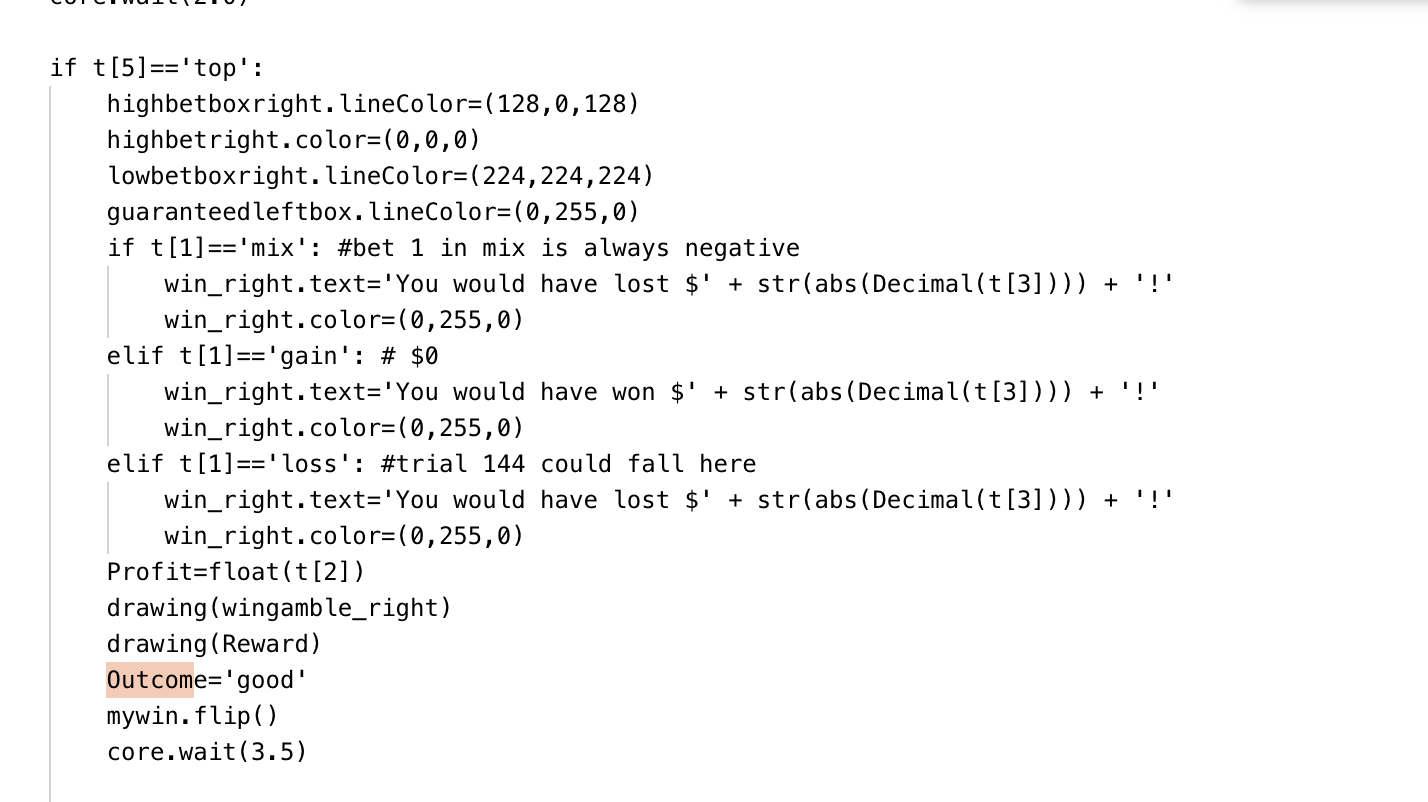 core.wait(2.0)
if t[5]=='top':
highbetboxright.lineColor=(128,0,128)
highbetright.color=(0,0,0)
lowbetboxright.lineColor=(224,224,224)
guaranteedleftbox.lineColor=(0,255,0)
if t[1]=='mix': #bet 1 in mix is always negative
win_right.text='You would have lost $' + str(abs(Decimal(t[3]))) + '!'
win_right.color=(0,255,0)
elif t[1]=='gain': # $0
win_right.text='You would have won $' + str(abs(Decimal(t[3]))) + '!'
win_right.color=(0,255,0)
elif t[1]=='loss': #trial 144 could fall here
win_right.text='You would have lost $' + str(abs(Decimal(t[3]))) + '!'
win_right.color=(0,255,0)
Profit=float(t[2])
drawing(wingamble_right)
drawing(Reward)
Outcome='good'
mywin.flip()
core.wait(3.5)